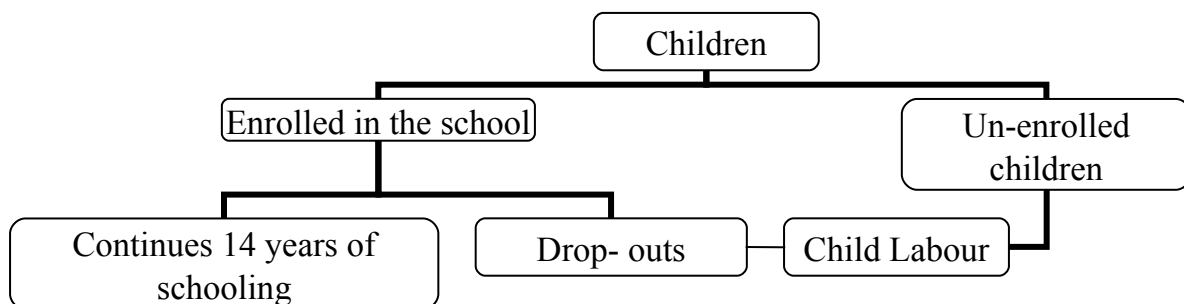 Children
Enrolled in the school
Un-enrolled
children
Continues 14 years of
schooling
Drop- outs
Child Labour